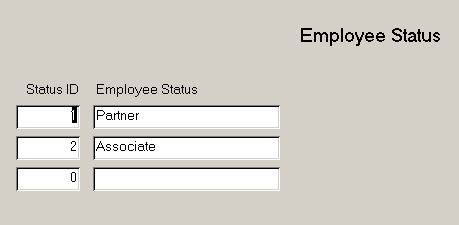 Employee Status
Status ID Employee Status
1 Partner
2 Associate
0